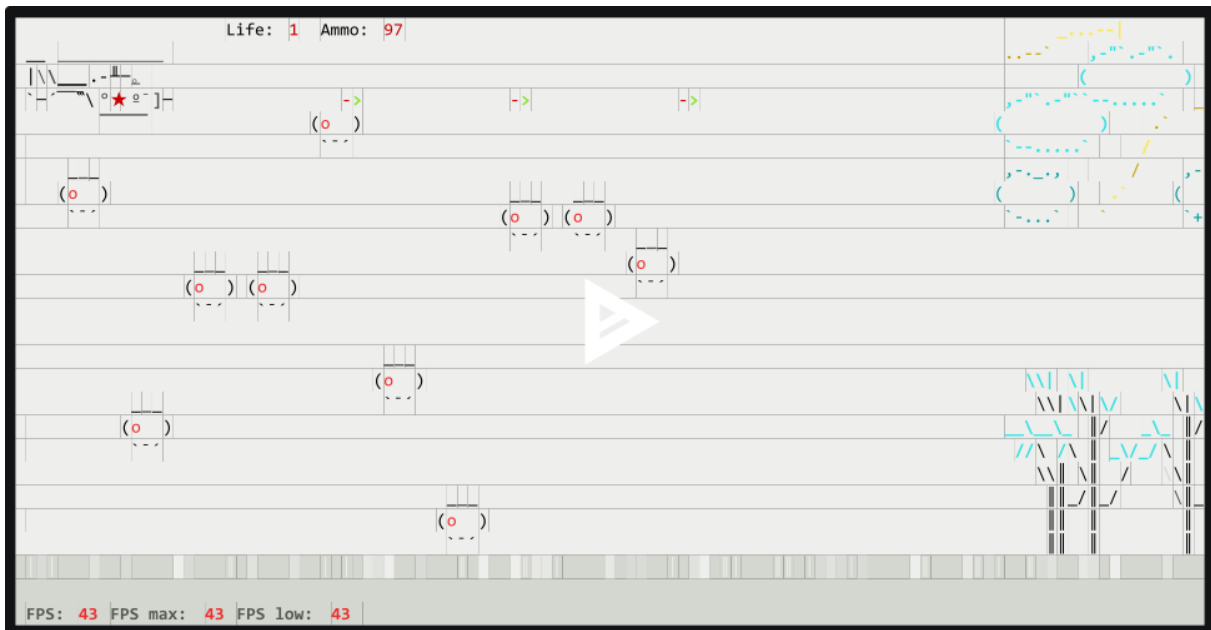 Life: 1 Ammo: 97
-> -> ->
(o )
(o )
(o ) (o )
(o )
(o ) (o )
(o )
(o )
(o )
FPS: 43 FPS max: 43 FPS low: 43